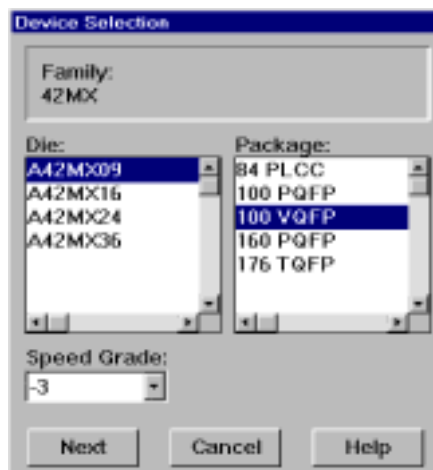 Device Selection
Family:
42MX
Die:
A42MX09
A42MX16
A42MX24
A42MX36
Package:
84 PLCC
100 PQFP
100 VQFP
160 PQFP
176 TQFP
Speed Grade:
-3
Next
Cancel
Help